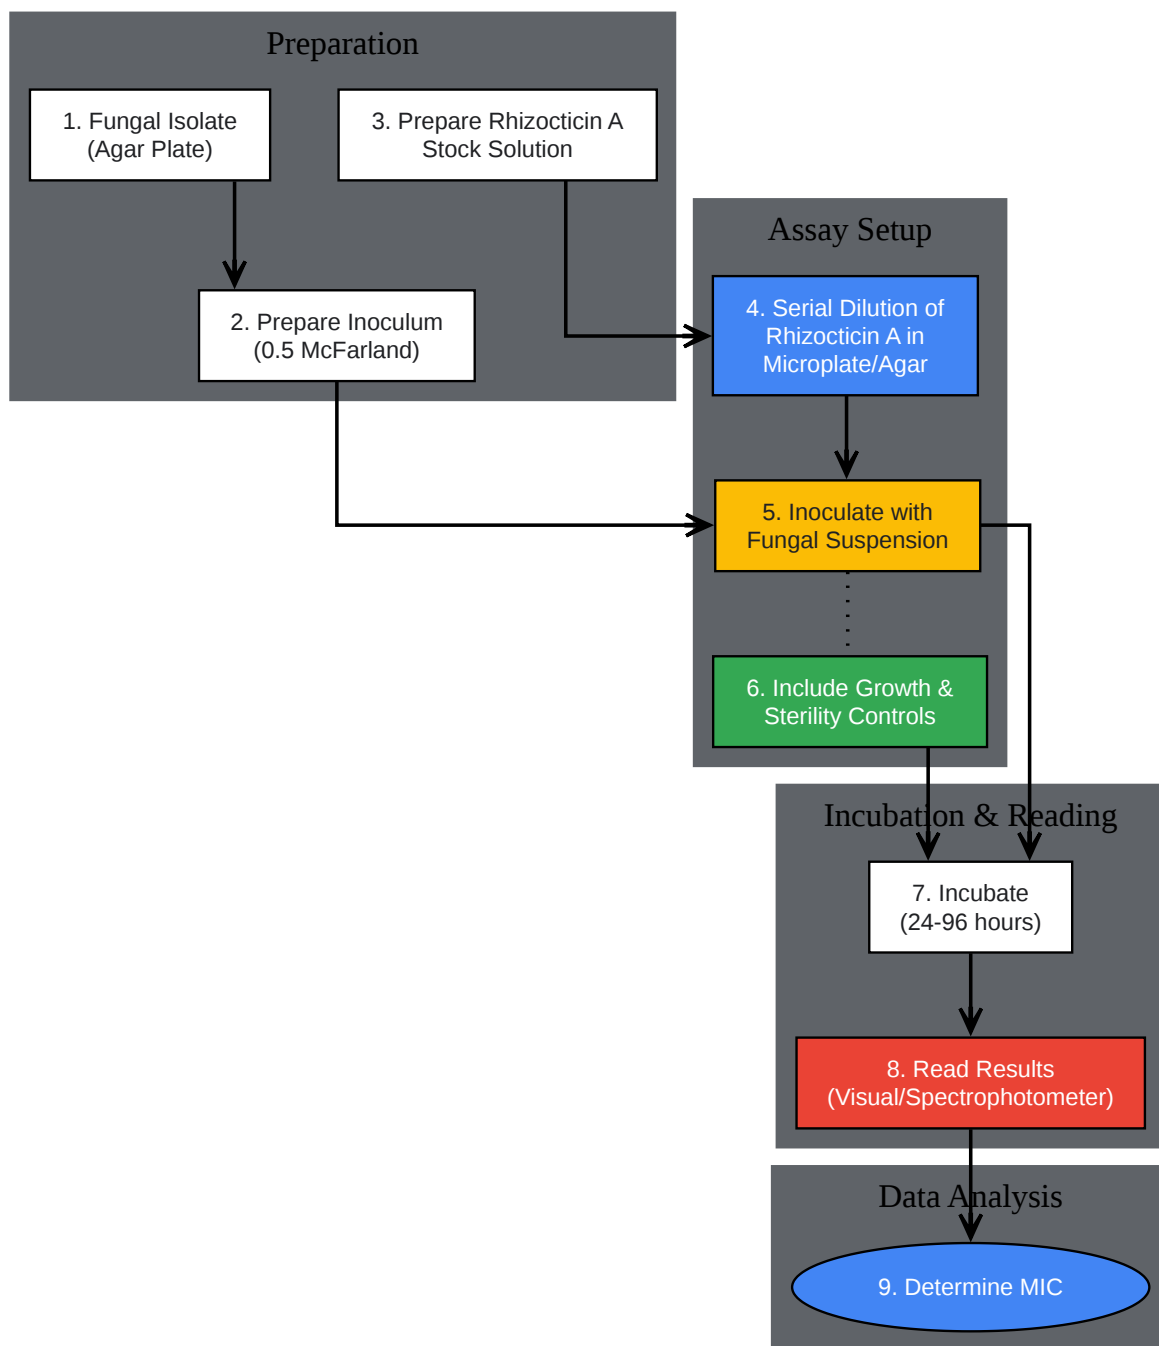 Preparation
1. Fungal Isolate
(Agar Plate)
3. Prepare Rhizocticin A
Stock Solution
2. Prepare Inoculum
(0.5 McFarland)
Assay Setup
4. Serial Dilution of
Rhizocticin A in
Microplate/Agar
5. Inoculate with
Fungal Suspension
6. Include Growth &
Sterility Controls
Incubation & Reading
7. Incubate
(24-96 hours)
8. Read Results
(Visual/Spectrophotometer)
Data Analysis
9. Determine MIC